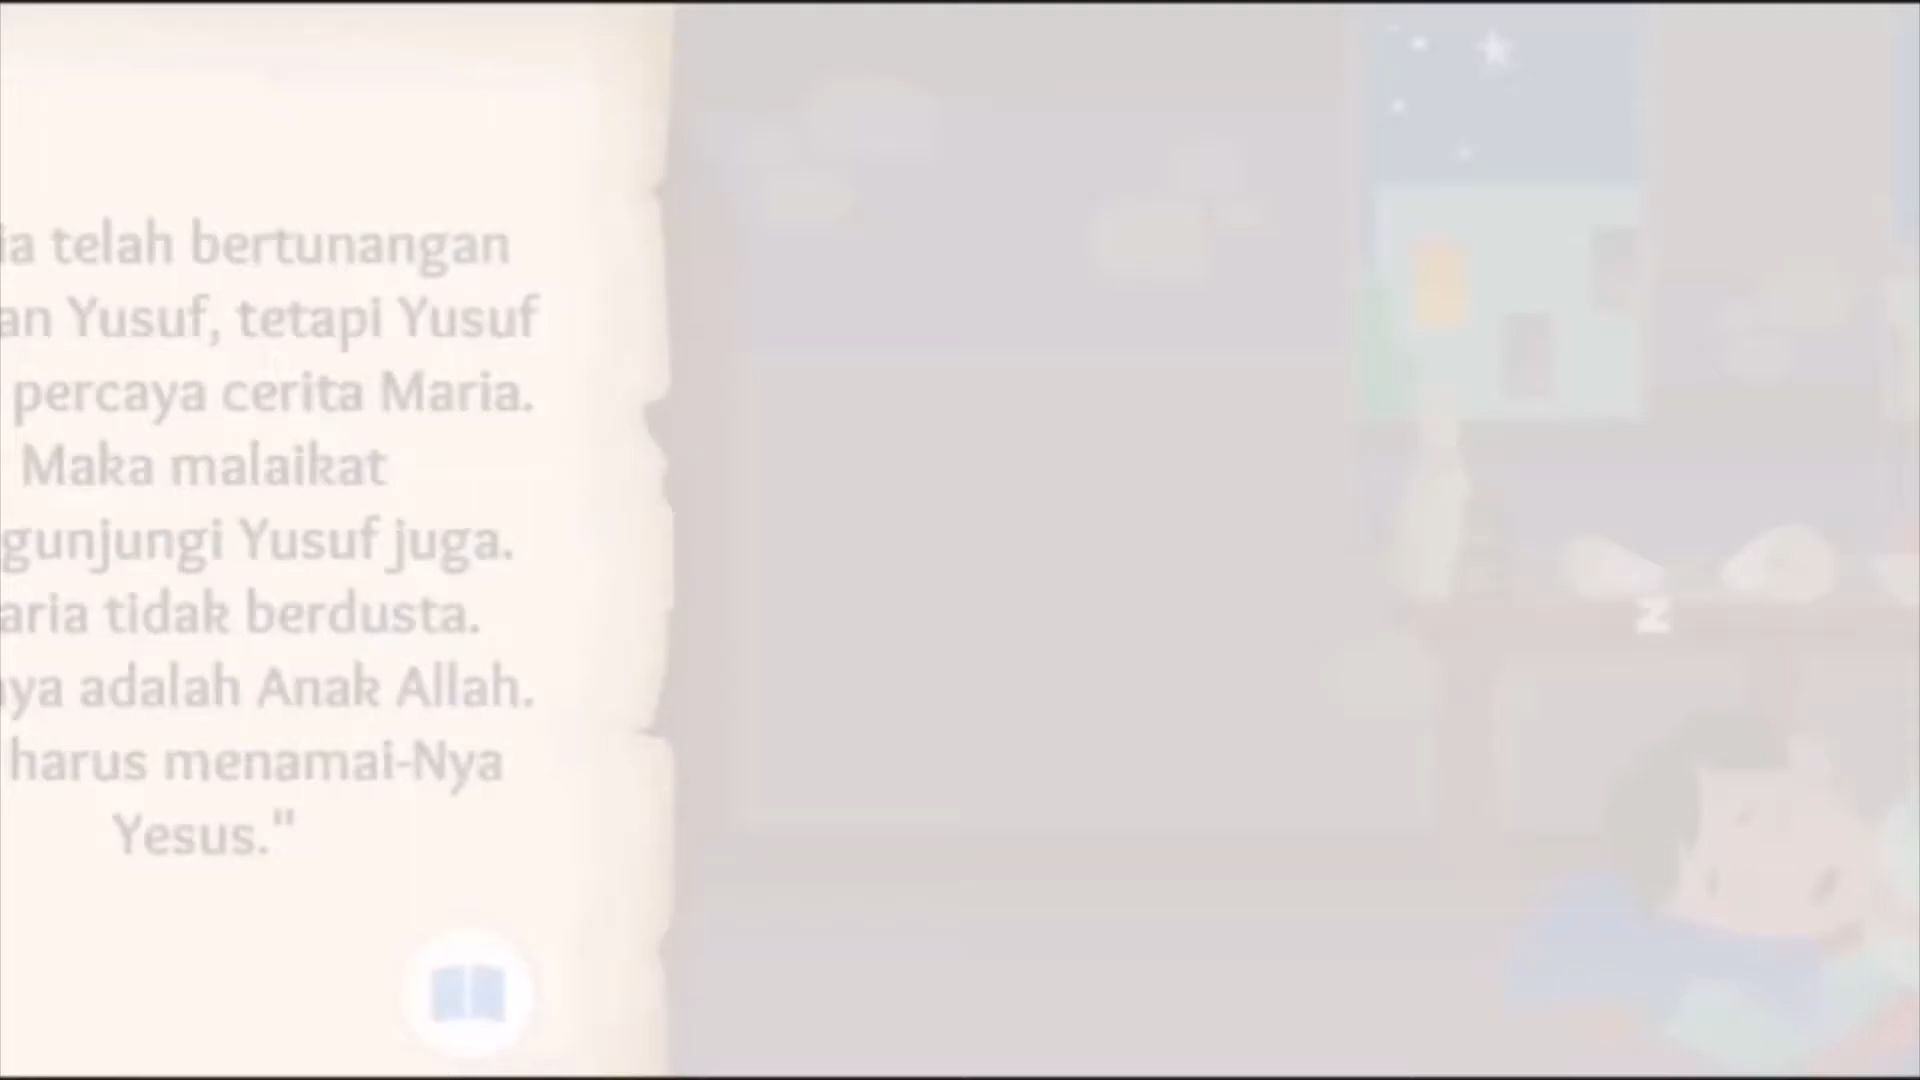 ia telah bertunangan
an Yusuf, tetapi Yusuf
percaya cerita Maria.
Maka malaikat
gunjungi Yusuf juga.
aria tidak berdusta.
nya adalah Anak Allah.
harus menamai-Nya
Yesus."
Z